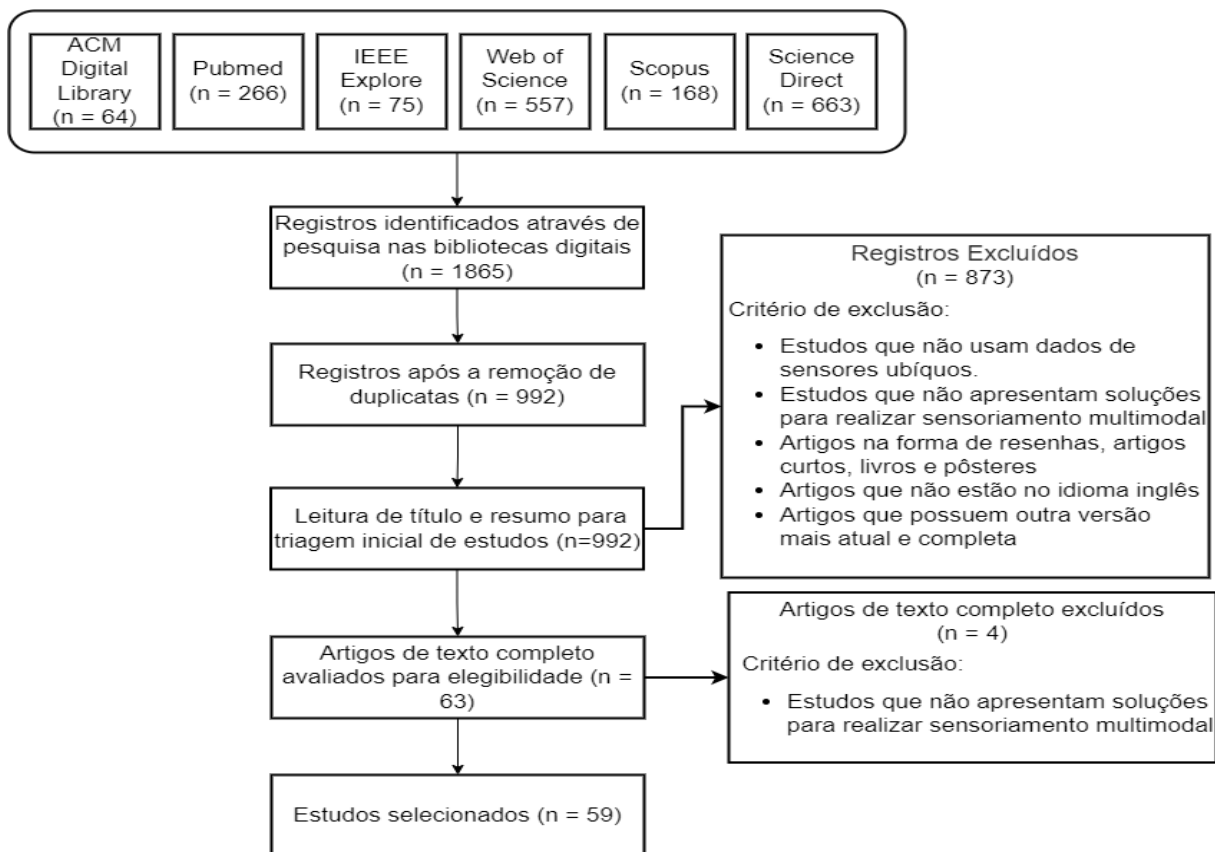 ACM
Digital
Library
(n = 64)
Pubmed
(n = 266)
IEEE
Explore
(n = 75)
Web of
Science
(n = 557)
Scopus
(n = 168)
Science
Direct
(n = 663)
Registros identificados através de
pesquisa nas bibliotecas digitais
(n = 1865)
Registros após a remoção de
duplicatas (n = 992)
Leitura de título e resumo para
triagem inicial de estudos (n=992)
Registros Excluídos
(n = 873)
Critério de exclusão:
• Estudos que não usam dados de
sensores ubíquos.
• Estudos que não apresentam soluções
para realizar sensoriamento multimodal
• Artigos na forma de resenhas, artigos
curtos, livros e pôsteres
• Artigos que não estão no idioma inglês
• Artigos que possuem outra versão
mais atual e completa
Artigos de texto completo
avaliados para elegibilidade (n =
63)
Artigos de texto completo excluídos
(n = 4)
Critério de exclusão:
• Estudos que não apresentam soluções
para realizar sensoriamento multimodal
Estudos selecionados (n = 59)